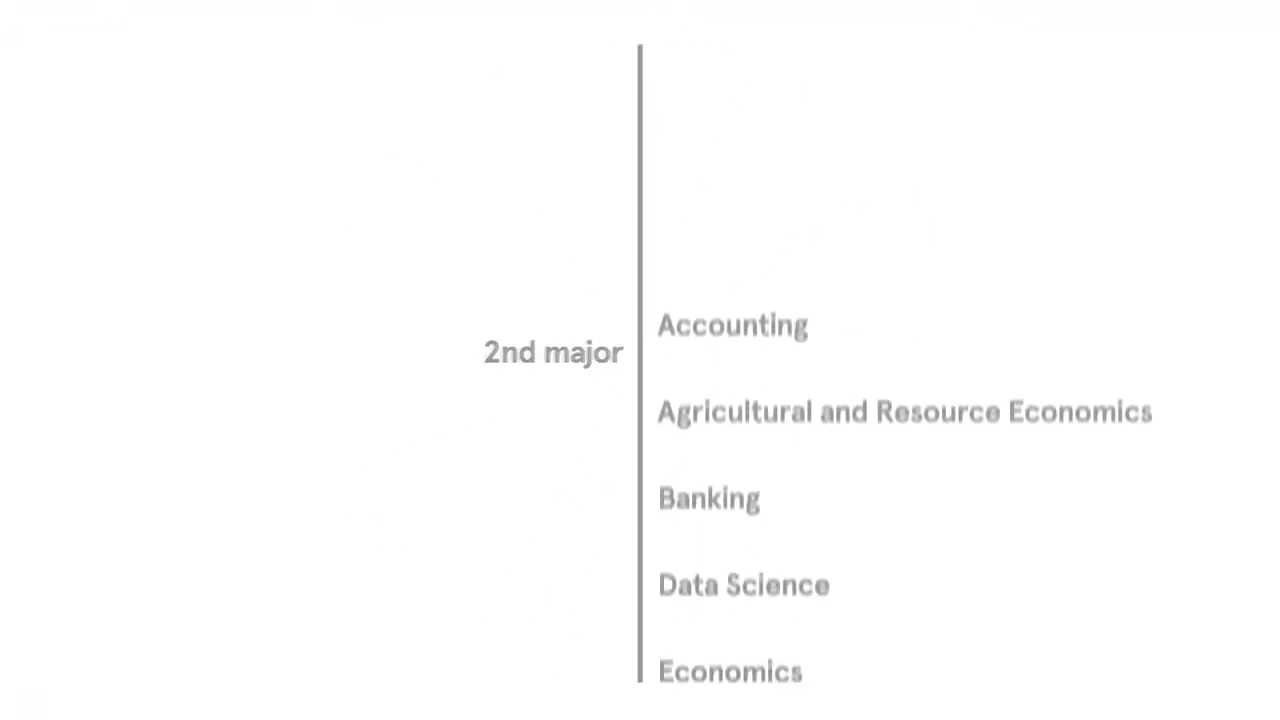 2nd major
Accounting
Agricultural and Resource Economics
Banking
Data Science
Economics